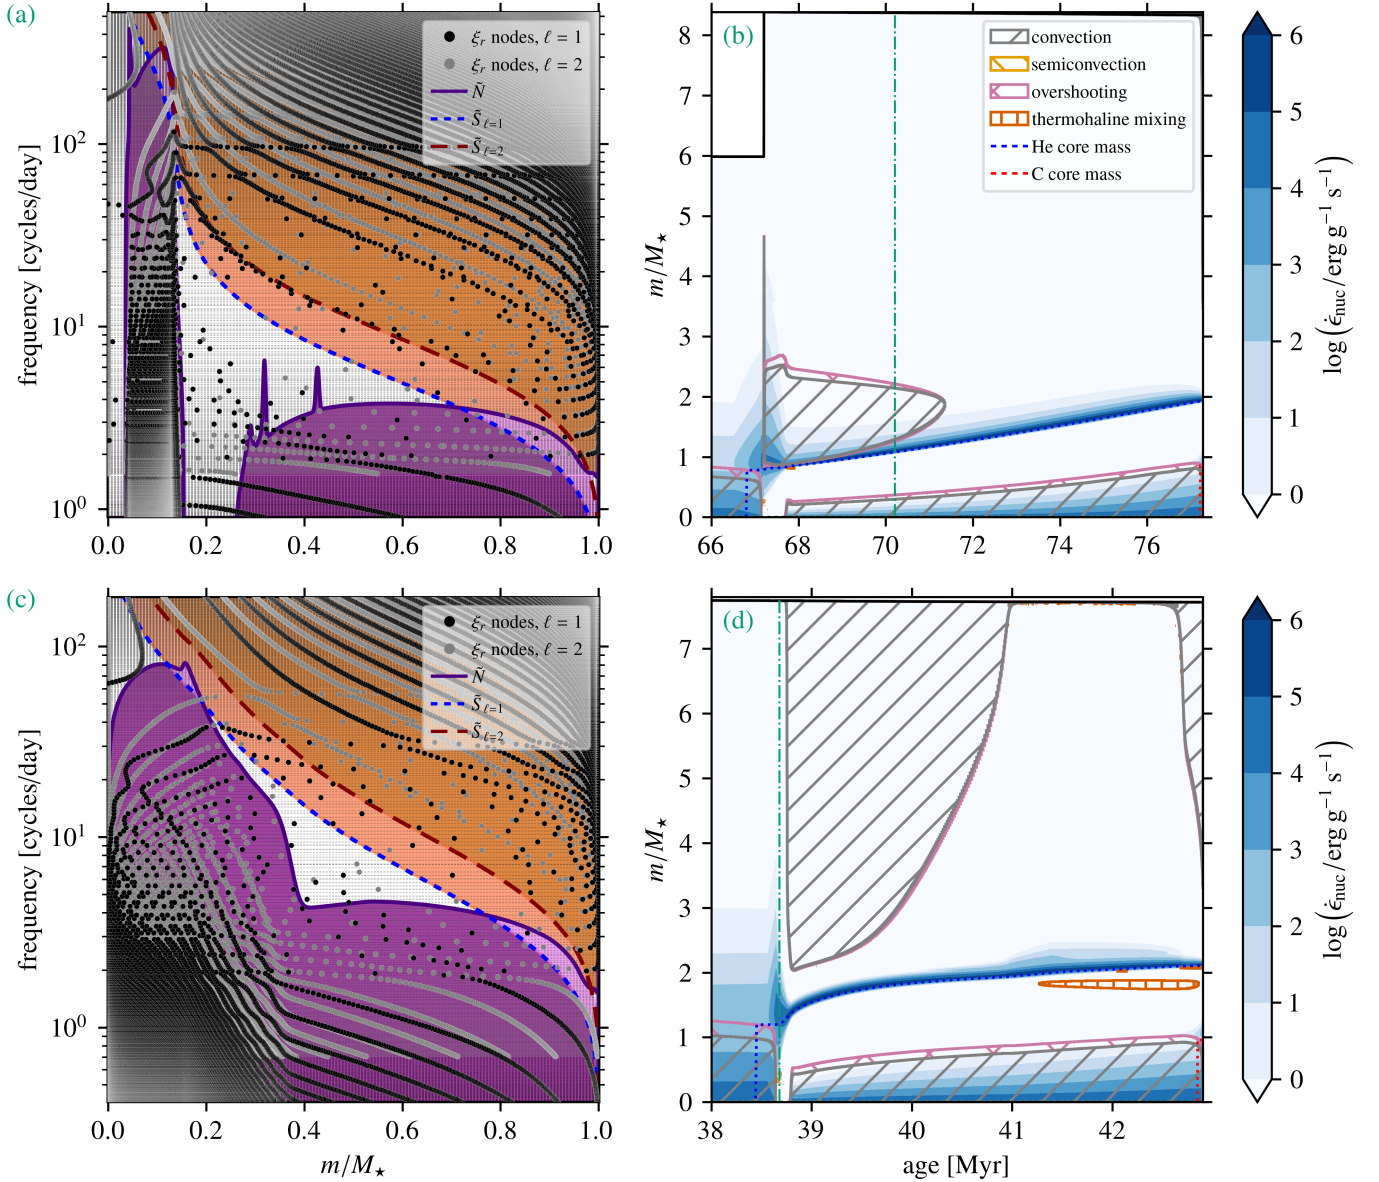 (a)
frequency [cycles/day]
10²
10¹
10⁰
0.0 0.2 0.4 0.6 0.8 1.0
ξr nodes, ℓ = 1
ξr nodes, ℓ = 2
Ñ
S̃ℓ=1
S̃ℓ=2
(b)
m/M★
8
7
6
5
4
3
2
1
0
66 68 70 72 74 76
convection
semiconvection
overshooting
thermohaline mixing
He core mass
C core mass
6
5
4
3
2
1
0
log(ε̇nuc/erg g⁻¹ s⁻¹)
(c)
frequency [cycles/day]
10²
10¹
10⁰
0.0 0.2 0.4 0.6 0.8 1.0
m/M★
ξr nodes, ℓ = 1
ξr nodes, ℓ = 2
Ñ
S̃ℓ=1
S̃ℓ=2
(d)
m/M★
7
6
5
4
3
2
1
0
38 39 40 41 42
age [Myr]
6
5
4
3
2
1
0
log(ε̇nuc/erg g⁻¹ s⁻¹)